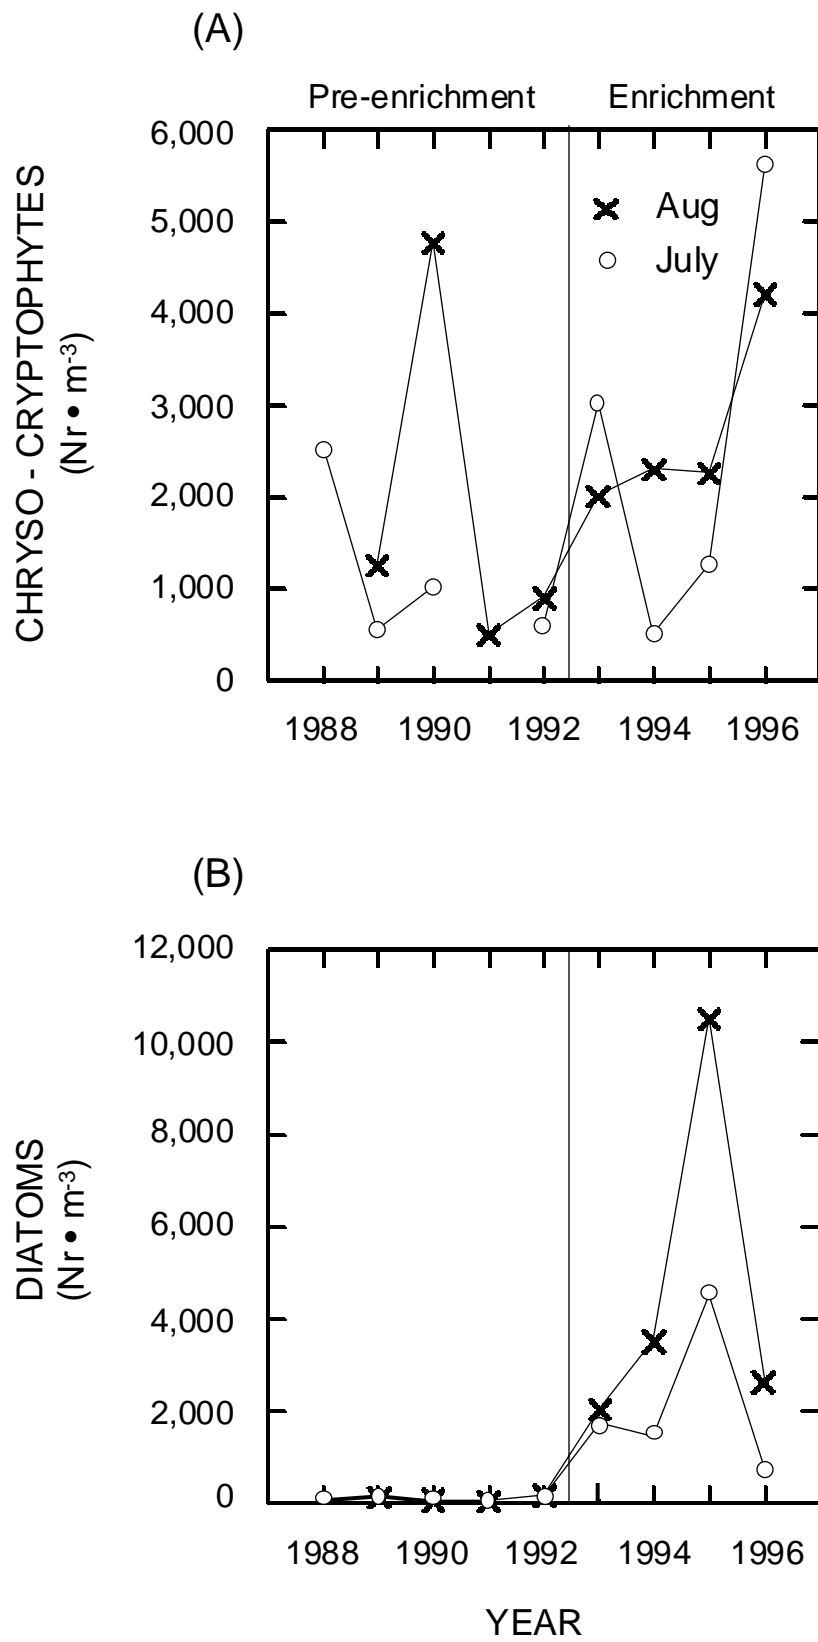 (A)
Pre-enrichment Enrichment
CHRYSO - CRYPTOPHYTES
(Nr • m-3)
6,000
5,000
4,000
3,000
2,000
1,000
0
Aug
July
1988 1990 1992 1994 1996
(B)
DIATOMS
(Nr • m-3)
12,000
10,000
8,000
6,000
4,000
2,000
0
1988 1990 1992 1994 1996
YEAR